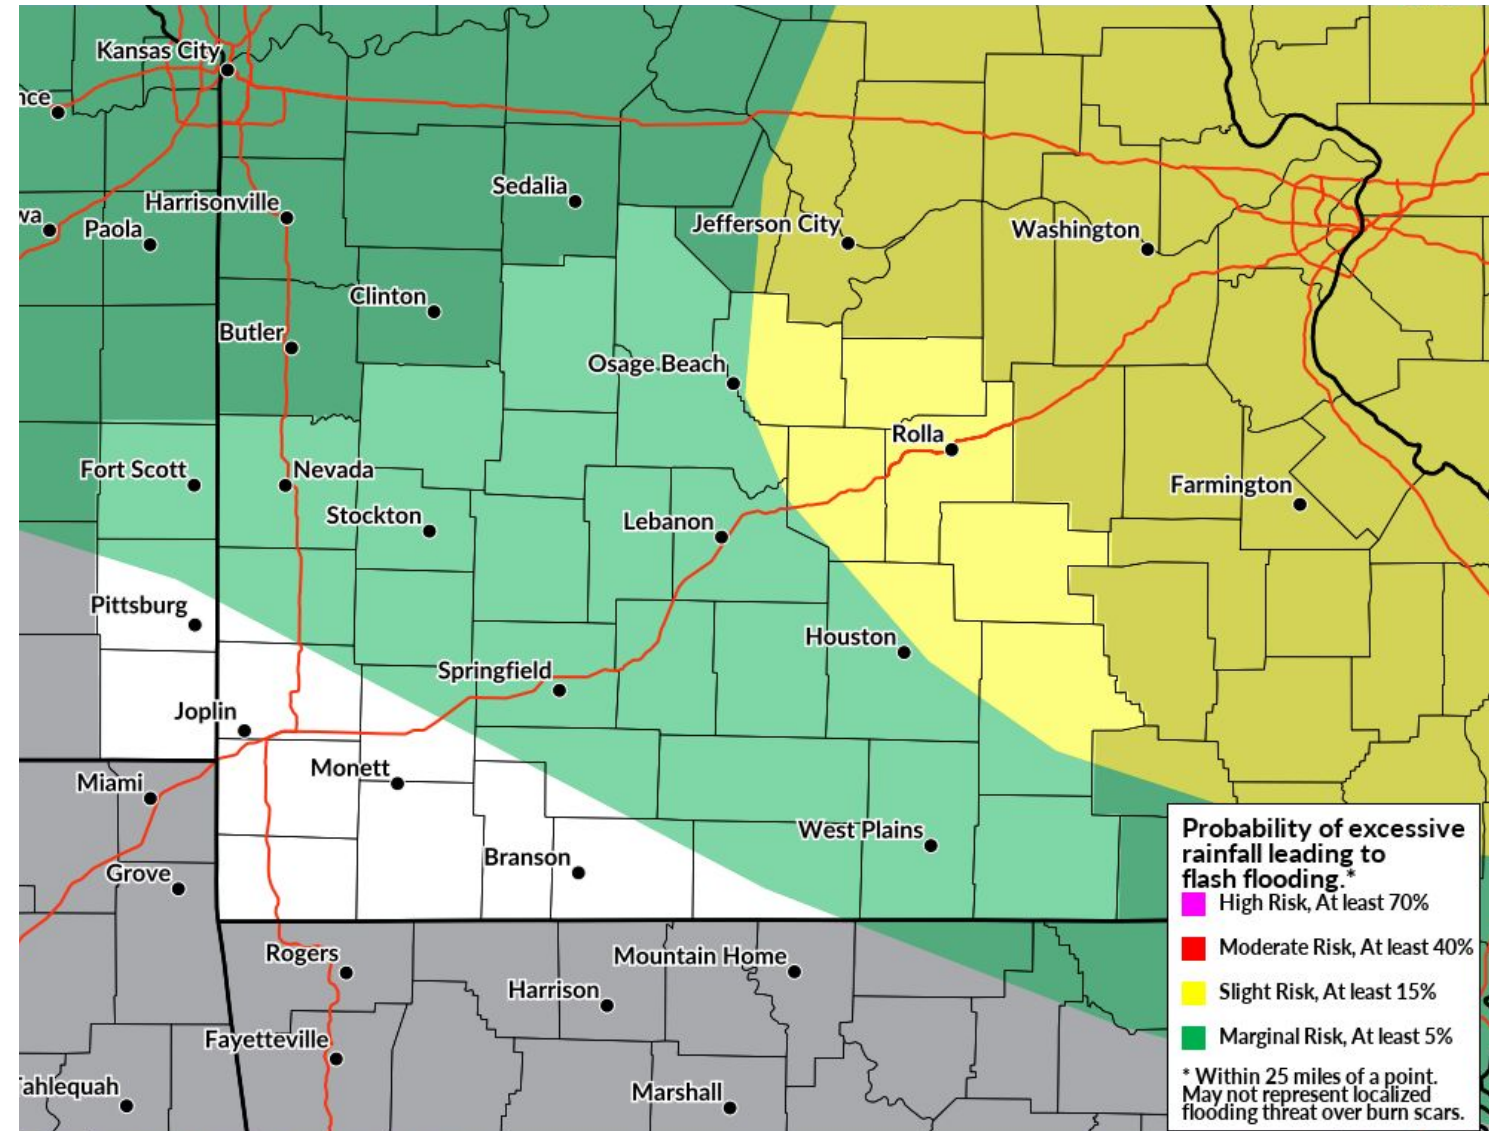 Kansas City
nce
Sedalia
Harrisonville
wa
Paola
Jefferson City
Washington
Clinton
Butler
Osage Beach
Rolla
Fort Scott
Nevada
Farmington
Stockton
Lebanon
Pittsburg
Houston
Springfield
Joplin
Monett
Miami
West Plains
Branson
Grove
Rogers
Mountain Home
Harrison
Fayetteville
Marshall
ahlequah
Probability of excessive
rainfall leading to
flash flooding.*
High Risk, At least 70%
Moderate Risk, At least 40%
Slight Risk, At least 15%
Marginal Risk, At least 5%
* Within 25 miles of a point.
May not represent localized
flooding threat over burn scars.